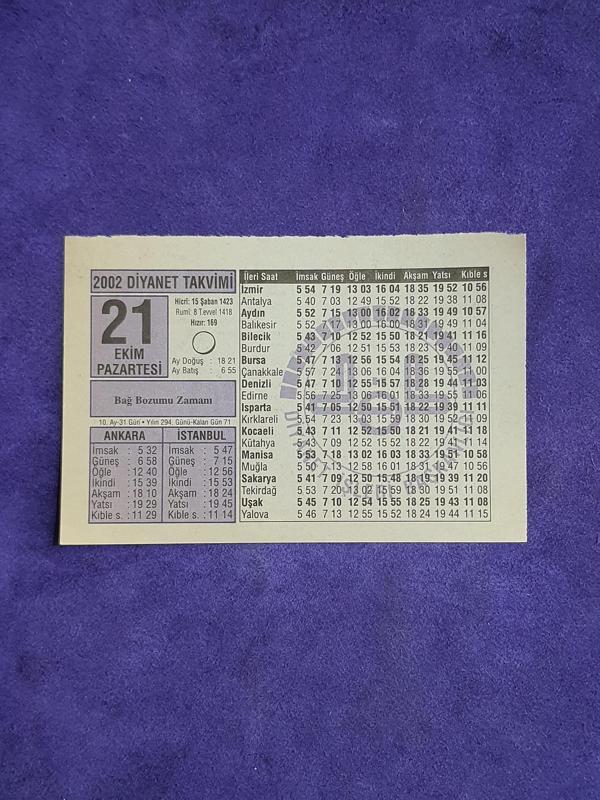 2002 DİYANET TAKVİMİ
21
EKİM
PAZARTESİ
Hicrî: 15 Şaban 1423
Rumî: 8 T.evvel 1418
Hızır: 169
Ay Doğuş : 18 21
Ay Batış : 6 55
Bağ Bozumu Zamanı
10. Ay-31 Gün • Yılın 294. Günü-Kalan Gün 71
ANKARA İSTANBUL
İmsak : 5 32 İmsak : 5 47
Güneş : 6 58 Güneş : 7 15
Öğle : 12 40 Öğle : 12 56
İkindi : 15 39 İkindi : 15 53
Akşam : 18 10 Akşam : 18 24
Yatsı : 19 29 Yatsı : 19 45
Kıble s. : 11 29 Kıble s. : 11 14
İleri Saat İmsak Güneş Öğle İkindi Akşam Yatsı Kıble s
İzmir 5 54 7 19 13 03 16 04 18 35 19 52 10 56
Antalya 5 40 7 03 12 49 15 52 18 22 19 38 11 08
Aydın 5 52 7 15 13 00 16 02 18 33 19 49 10 57
Balıkesir 5 52 7 18 13 00 16 00 18 31 19 49 11 04
Bilecik 5 43 7 10 12 52 15 50 18 21 19 41 11 16
Burdur 5 42 7 06 12 51 15 53 18 23 19 40 11 09
Bursa 5 47 7 13 12 56 15 54 18 25 19 45 11 12
Çanakkale 5 57 7 24 13 06 16 04 18 36 19 55 11 00
Denizli 5 47 7 10 12 55 15 57 18 28 19 44 11 03
Edirne 5 56 7 25 13 05 16 01 18 33 19 55 11 06
Isparta 5 41 7 05 12 50 15 51 18 22 19 39 11 11
Kırklareli 5 54 7 23 13 03 15 59 18 30 19 52 11 09
Kocaeli 5 43 7 11 12 52 15 50 18 21 19 41 11 18
Kütahya 5 43 7 09 12 52 15 52 18 22 19 41 11 14
Manisa 5 53 7 18 13 02 16 03 18 33 19 51 10 58
Muğla 5 50 7 12 12 58 16 01 18 31 19 47 10 56
Sakarya 5 41 7 09 12 50 15 48 18 19 19 39 11 20
Tekirdağ 5 53 7 20 13 02 15 59 18 30 19 51 11 08
Uşak 5 45 7 10 12 54 15 55 18 25 19 43 11 08
Yalova 5 46 7 13 12 55 15 52 18 24 19 44 11 15